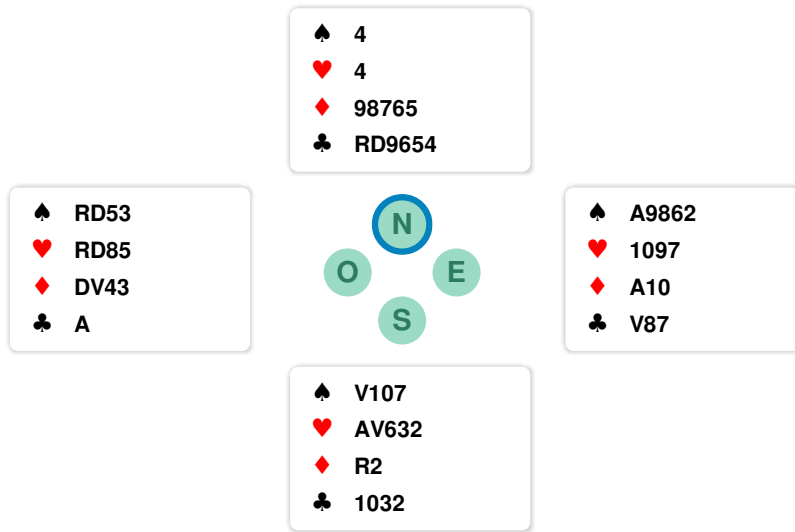 ♠ 4
♥ 4
♦ 98765
♣ RD9654
♠ RD53
♥ RD85
♦ DV43
♣ A
N
O E
S
♠ A9862
♥ 1097
♦ A10
♣ V87
♠ V107
♥ AV632
♦ R2
♣ 1032